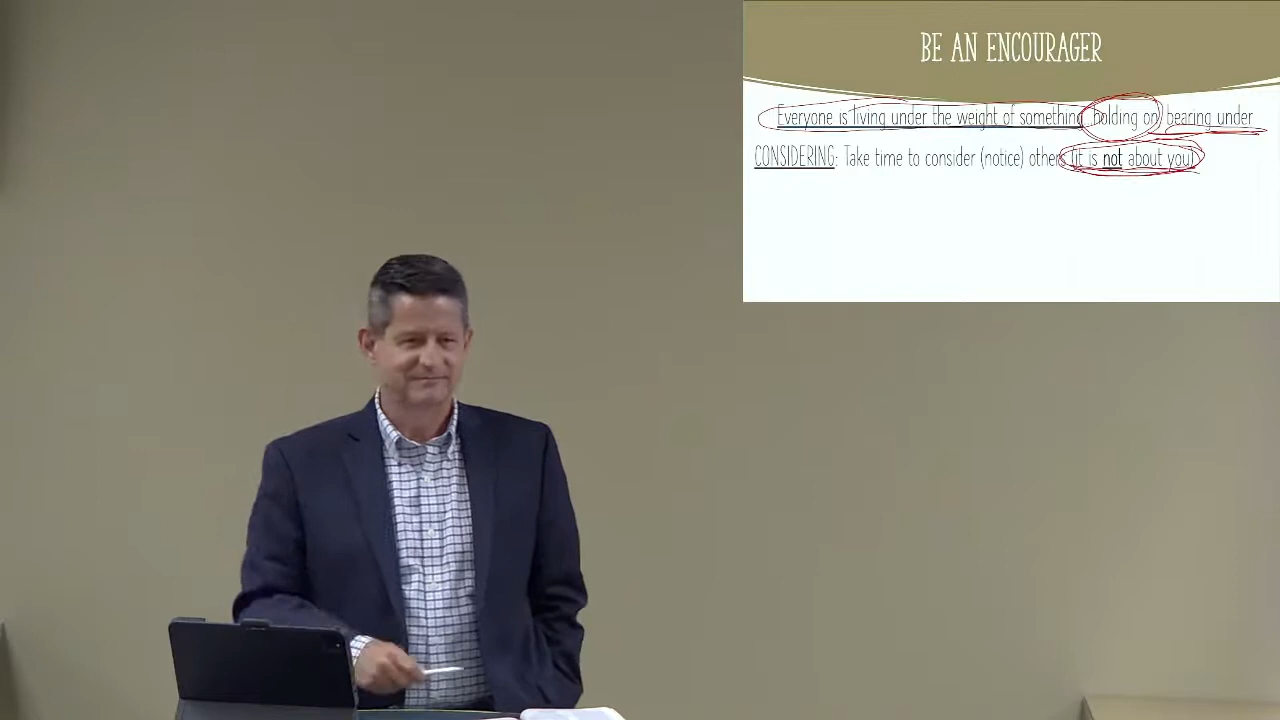 BE AN ENCOURAGER
Everyone is living under the weight of something holding on, bearing under
CONSIDERING: Take time to consider (notice) others (it is not about you)